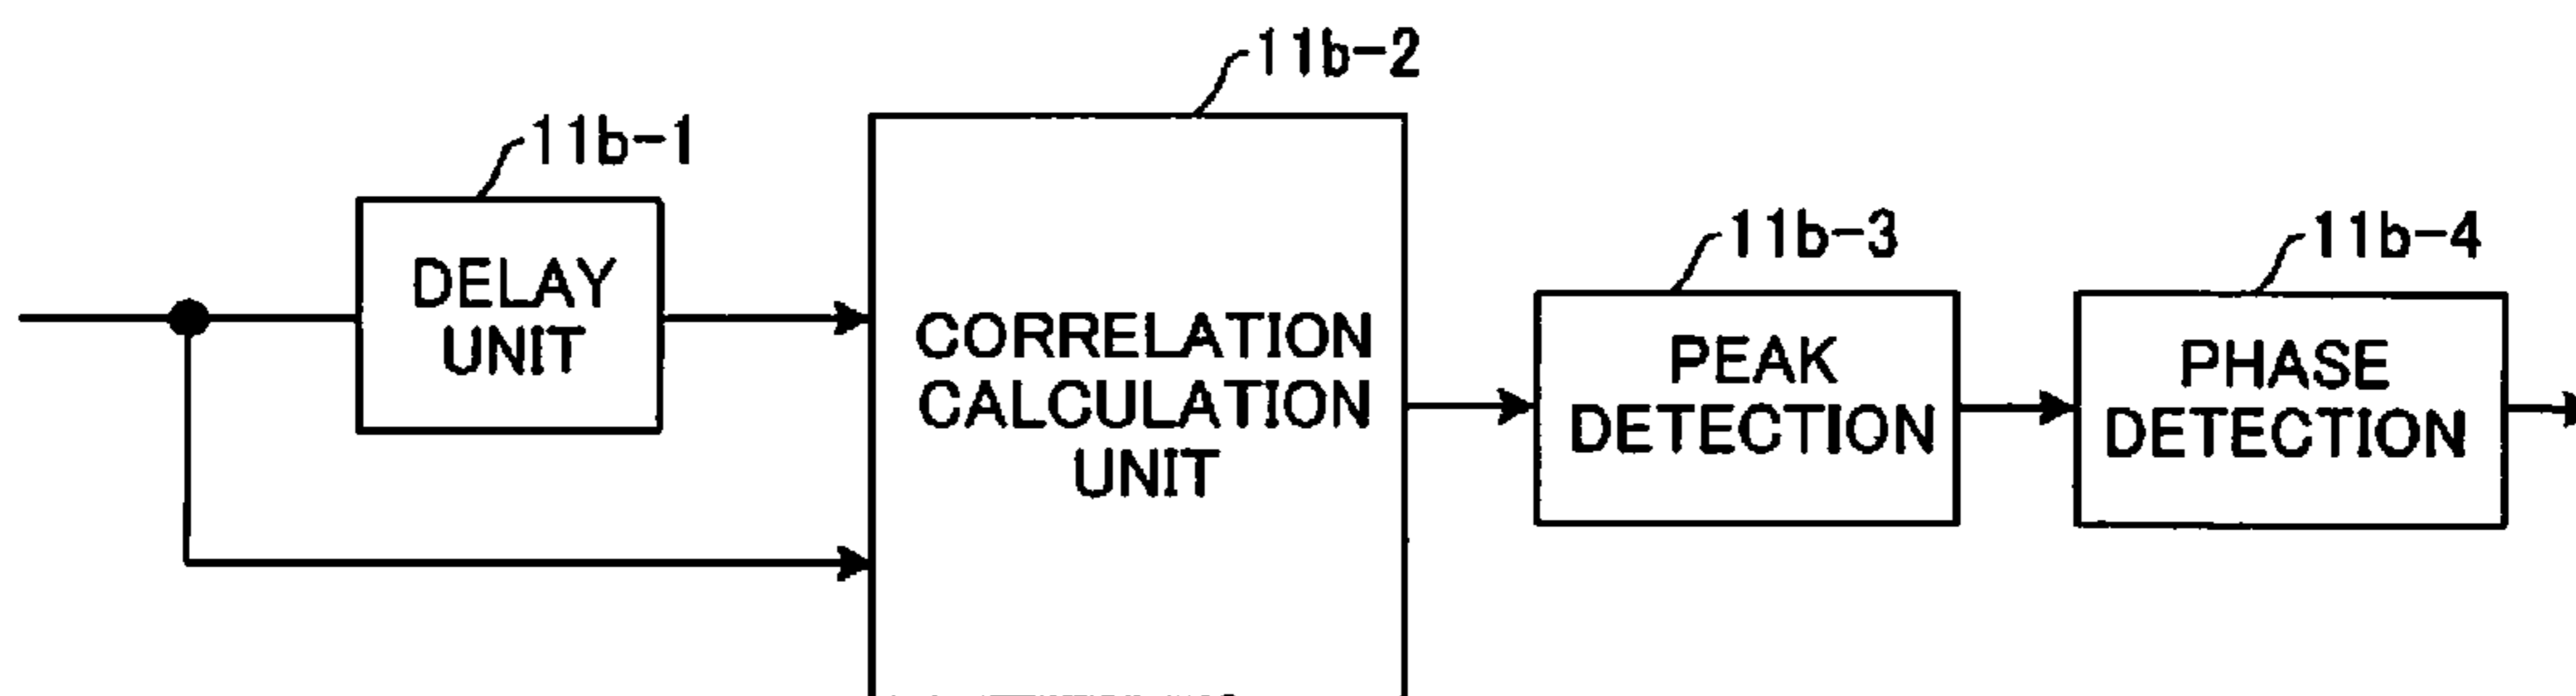 11b-2
11b-1
11b-3
11b-4
DELAY
UNIT
CORRELATION
CALCULATION
UNIT
PEAK
DETECTION
PHASE
DETECTION